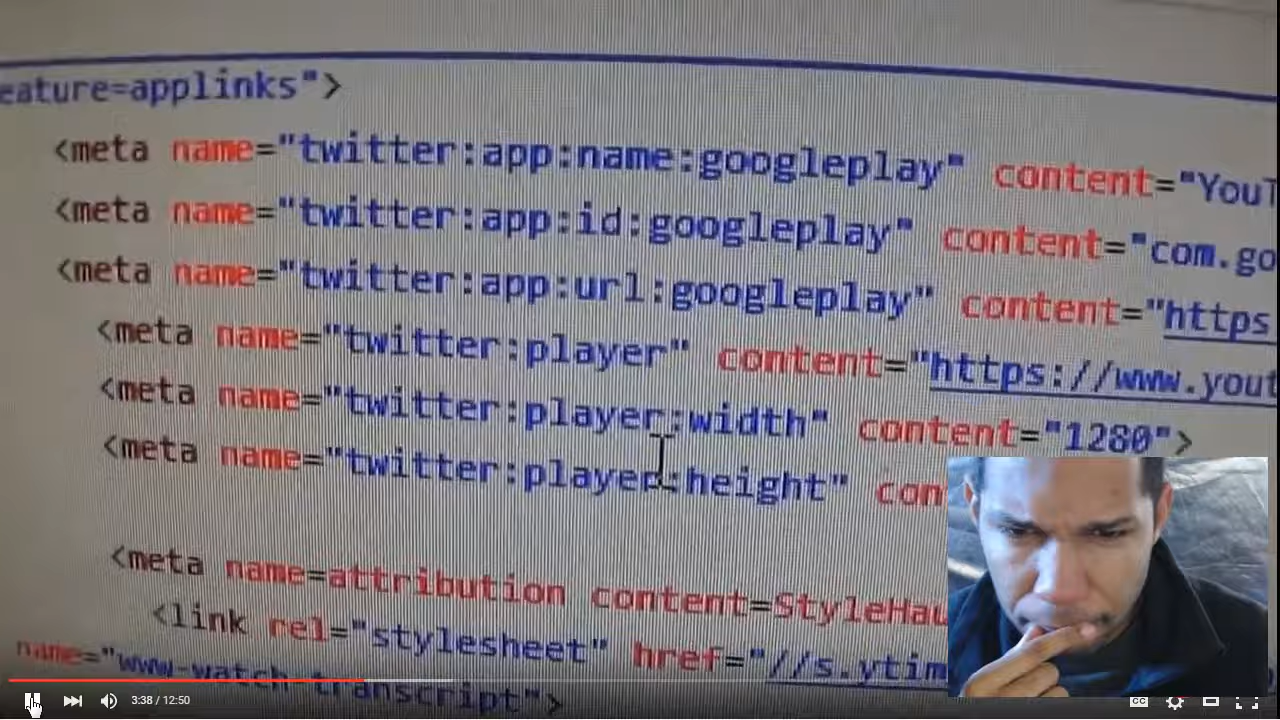 eature=applinks">
<meta name="twitter:app:name:googleplay" content="YouT
<meta name="twitter:app:id:googleplay" content="com.go
<meta name="twitter:app:url:googleplay" content="https
<meta name="twitter:player" content="https://www.yout
<meta name="twitter:player:width" content="1280">
<meta name="twitter:player:height" con
<meta name=attribution content=StyleHau
<link rel="stylesheet" href="//s.ytim
name="www-watch-transcript">
3:38 / 12:50
CC